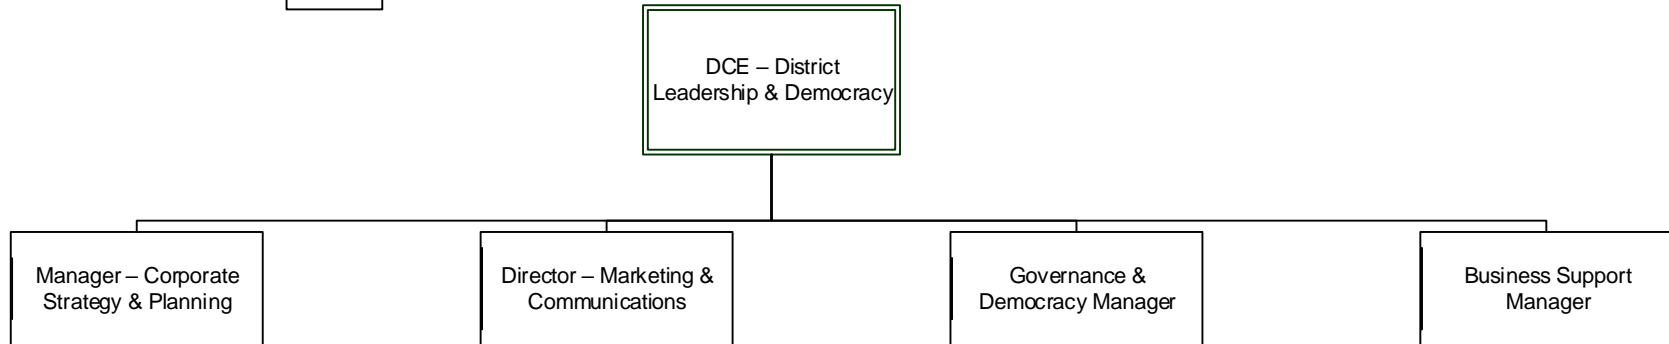 DCE – District
Leadership & Democracy
Manager – Corporate
Strategy & Planning
Director – Marketing &
Communications
Governance &
Democracy Manager
Business Support
Manager